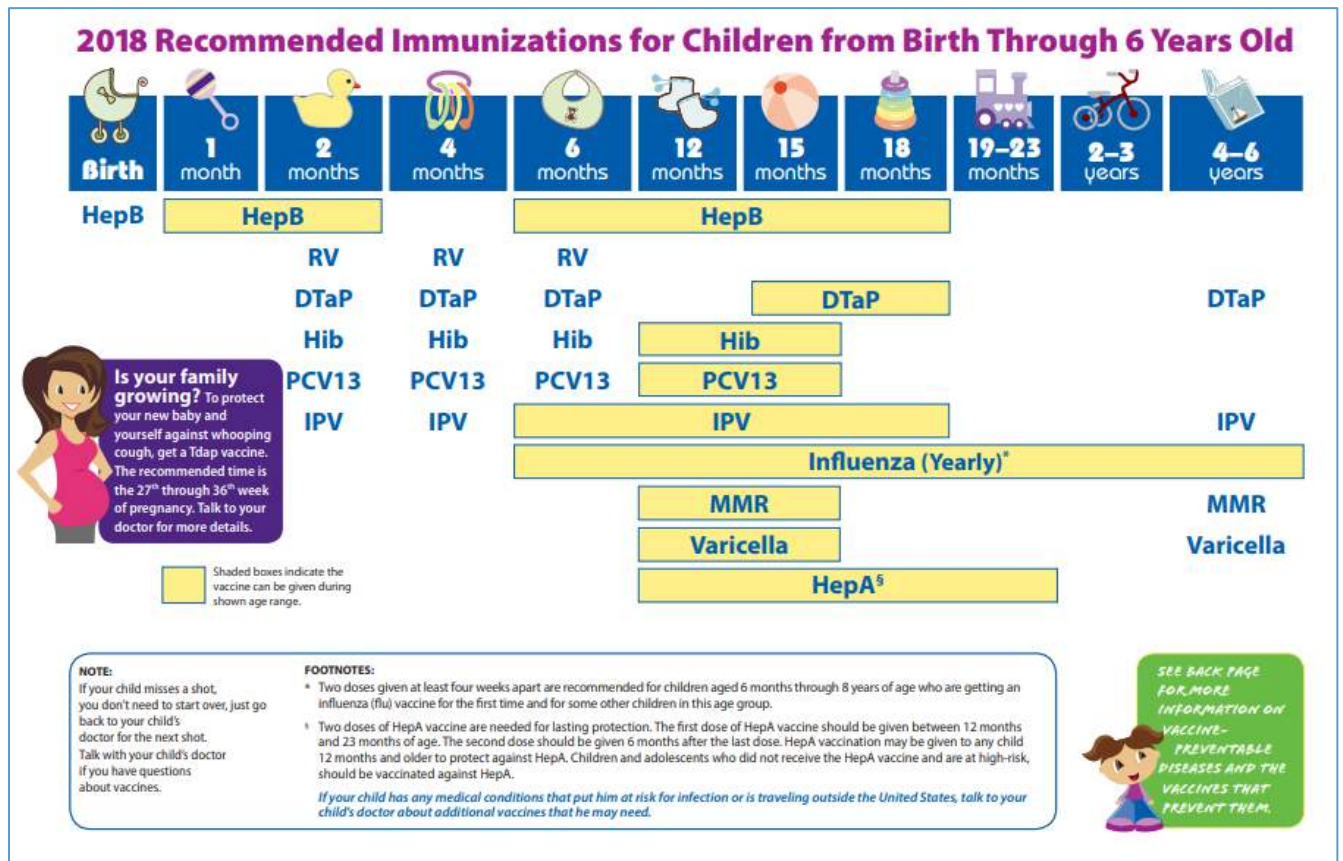 2018 Recommended Immunizations for Children from Birth Through 6 Years Old
Birth
1
month
2
months
4
months
6
months
12
months
15
months
18
months
19–23
months
2–3
years
4–6
years
HepB HepB HepB
RV RV RV
DTaP DTaP DTaP DTaP DTaP
Hib Hib Hib Hib
PCV13 PCV13 PCV13 PCV13
IPV IPV IPV IPV
Influenza (Yearly)*
MMR MMR
Varicella Varicella
HepA§
Is your family
growing? To protect
your new baby and
yourself against whooping
cough, get a Tdap vaccine.
The recommended time is
the 27th through 36th week
of pregnancy. Talk to your
doctor for more details.
Shaded boxes indicate the
vaccine can be given during
shown age range.
NOTE:
If your child misses a shot,
you don't need to start over, just go
back to your child's
doctor for the next shot.
Talk with your child's doctor
if you have questions
about vaccines.
FOOTNOTES:
* Two doses given at least four weeks apart are recommended for children aged 6 months through 8 years of age who are getting an
influenza (flu) vaccine for the first time and for some other children in this age group.
§ Two doses of HepA vaccine are needed for lasting protection. The first dose of HepA vaccine should be given between 12 months
and 23 months of age. The second dose should be given 6 months after the last dose. HepA vaccination may be given to any child
12 months and older to protect against HepA. Children and adolescents who did not receive the HepA vaccine and are at high-risk,
should be vaccinated against HepA.
If your child has any medical conditions that put him at risk for infection or is traveling outside the United States, talk to your
child's doctor about additional vaccines that he may need.
SEE BACK PAGE
FOR MORE
INFORMATION ON
VACCINE-
PREVENTABLE
DISEASES AND THE
VACCINES THAT
PREVENT THEM.